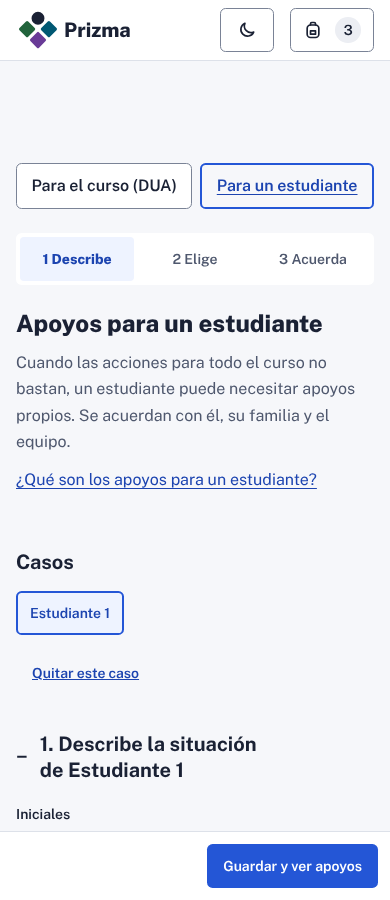 Prizma
3
Para el curso (DUA)
Para un estudiante
1 Describe
2 Elige
3 Acuerda
Apoyos para un estudiante
Cuando las acciones para todo el curso no
bastan, un estudiante puede necesitar apoyos
propios. Se acuerdan con él, su familia y el
equipo.
¿Qué son los apoyos para un estudiante?
Casos
Estudiante 1
Quitar este caso
– 1. Describe la situación
de Estudiante 1
Iniciales
Guardar y ver apoyos